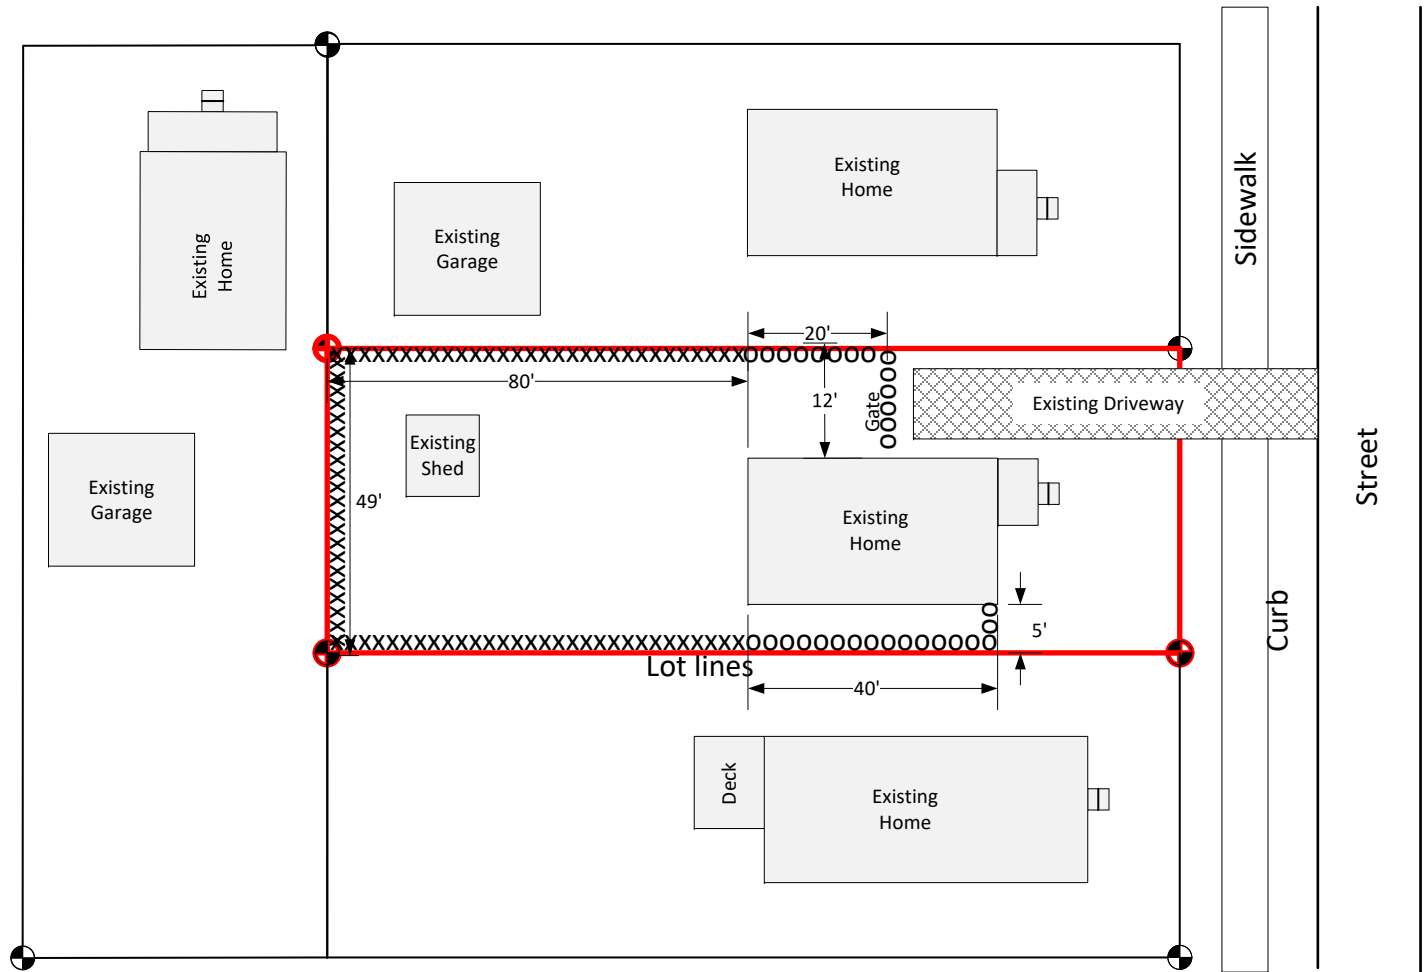 Existing
Home
Existing
Home
Sidewalk
Existing
Garage
20'
80'
12'
Gate
Existing Driveway
Existing
Shed
Street
49'
Existing
Garage
Existing
Home
Curb
5'
Lot lines
40'
Deck
Existing
Home